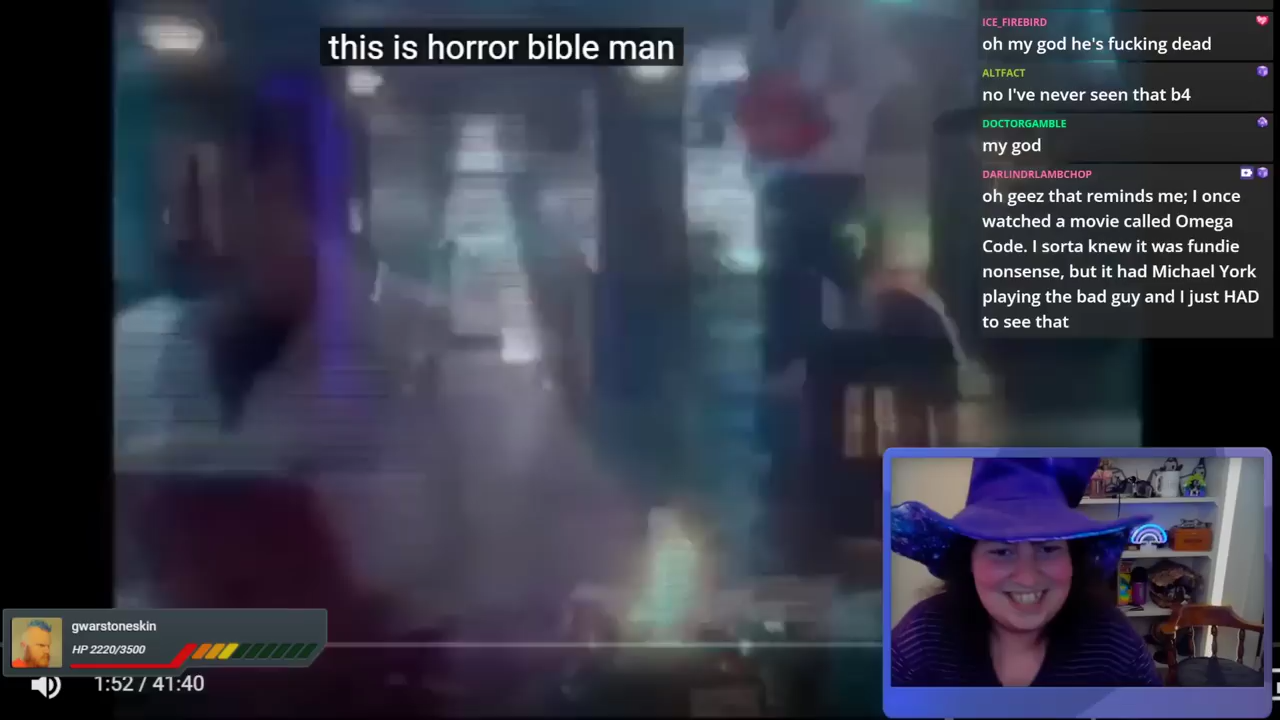 this is horror bible man
ICE_FIREBIRD
oh my god he's fucking dead
ALTFACT
no I've never seen that b4
DOCTORGAMBLE
my god
DARLINDRLAMBCHOP
oh geez that reminds me; I once
watched a movie called Omega
Code. I sorta knew it was fundie
nonsense, but it had Michael York
playing the bad guy and I just HAD
to see that
gwarstoneskin
HP 2220/3500
1:52 / 41:40